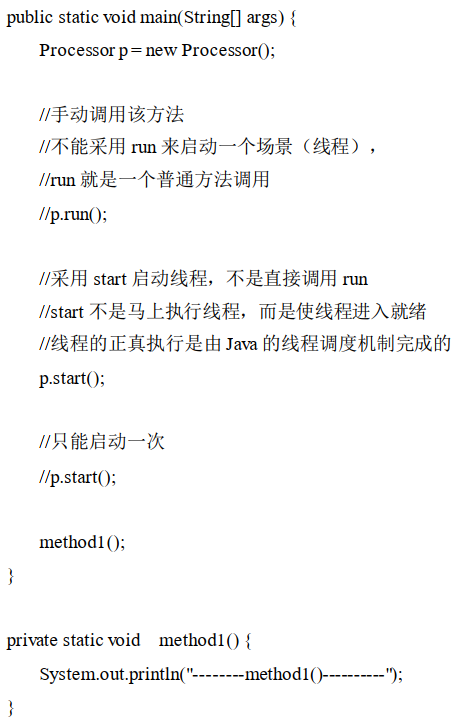 public static void main(String[] args) {
Processor p = new Processor();
//手动调用该方法
//不能采用 run 来启动一个场景（线程），
//run 就是一个普通方法调用
//p.run();
//采用 start 启动线程，不是直接调用 run
//start 不是马上执行线程，而是使线程进入就绪
//线程的正真执行是由 Java 的线程调度机制完成的
p.start();
//只能启动一次
//p.start();
method1();
}
private static void method1() {
System.out.println("--------method1()----------");
}